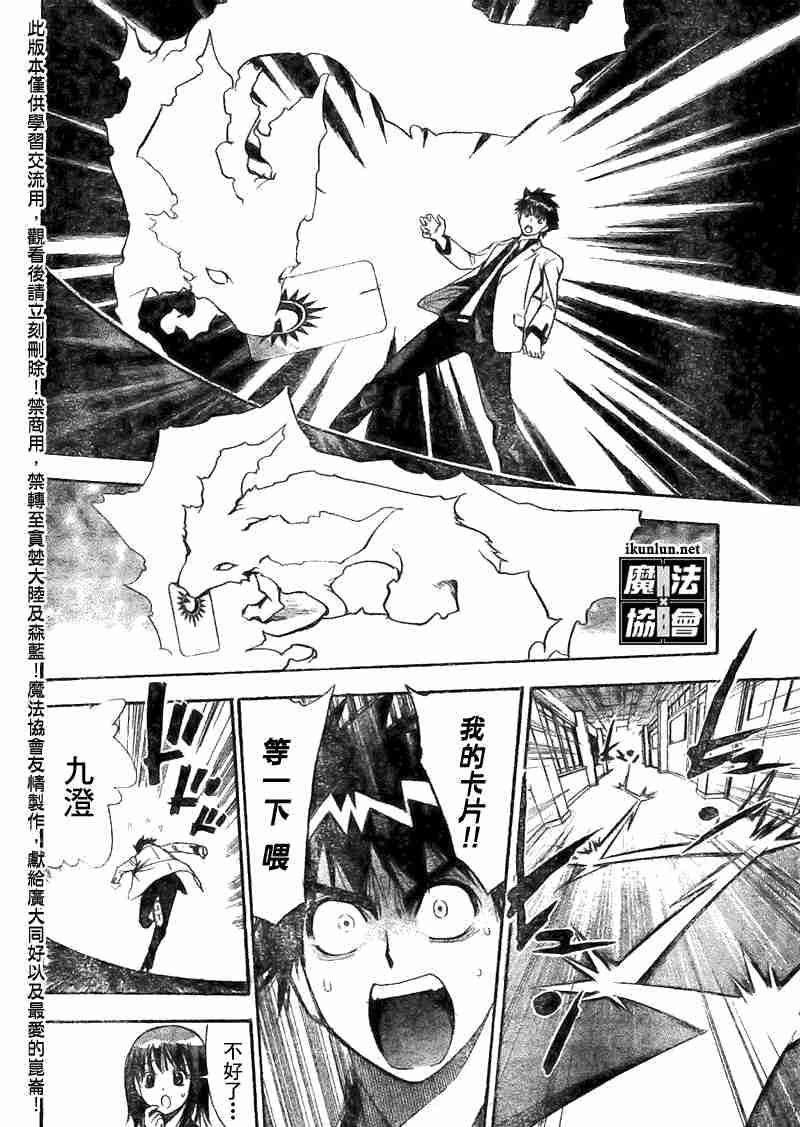 此版本僅供學習交流用，觀看後請立刻刪除！禁商用，禁轉至貪婪大陸及森藍!!魔法協會友情製作，獻給廣大同好以及最愛的崑崙！
ikunlun.net
魔法
協會
我的卡片!!
等一下 喂
九澄
不好了…